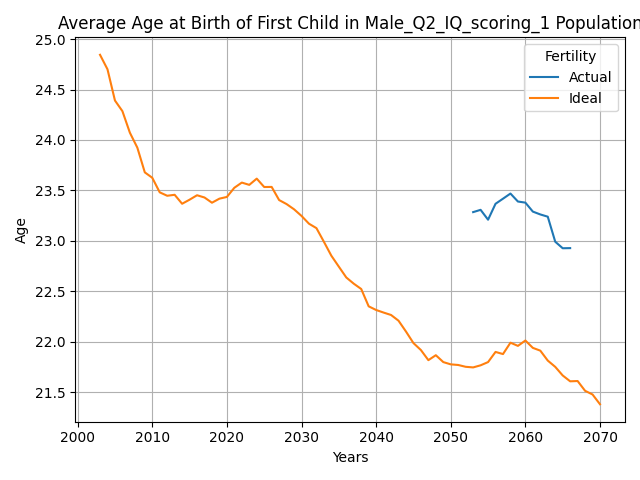 Average Age at Birth of First Child in Male_Q2_IQ_scoring_1 Population
25.0
24.5
24.0
23.5
23.0
22.5
22.0
21.5
Age
Fertility
Actual
Ideal
2000 2010 2020 2030 2040 2050 2060 2070
Years